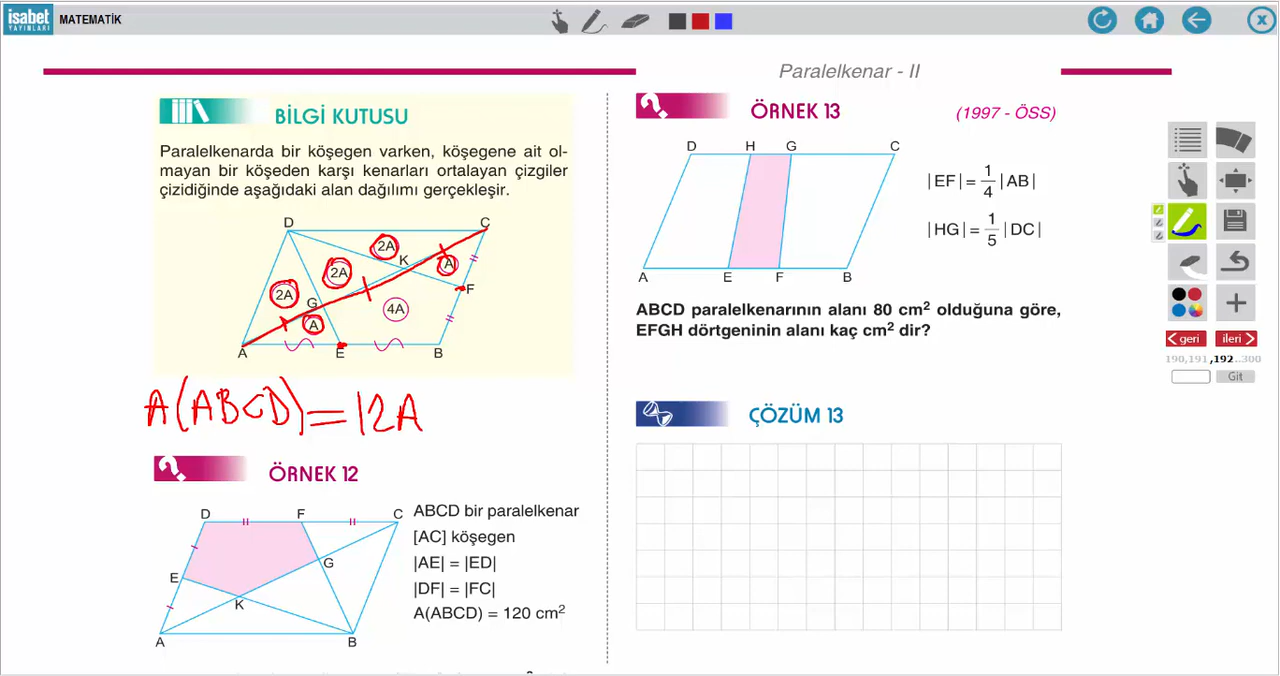 isabet
YAYINLARI
MATEMATİK
Paralelkenar - II
BİLGİ KUTUSU
Paralelkenarda bir köşegen varken, köşegene ait ol-
mayan bir köşeden karşı kenarları ortalayan çizgiler
çizidiğinde aşağıdaki alan dağılımı gerçekleşir.
D C
2A
K A
2A
2A G F
A 4A
A E B
A(ABCD)=12A
ÖRNEK 12
D F C
G
E
K
A B
ABCD bir paralelkenar
[AC] köşegen
|AE| = |ED|
|DF| = |FC|
A(ABCD) = 120 cm²
ÖRNEK 13
(1997 - ÖSS)
D H G C
A E F B
|EF| = 1/4 |AB|
|HG| = 1/5 |DC|
ABCD paralelkenarının alanı 80 cm² olduğuna göre,
EFGH dörtgeninin alanı kaç cm² dir?
ÇÖZÜM 13
geri ileri
190,191,192..300
Git